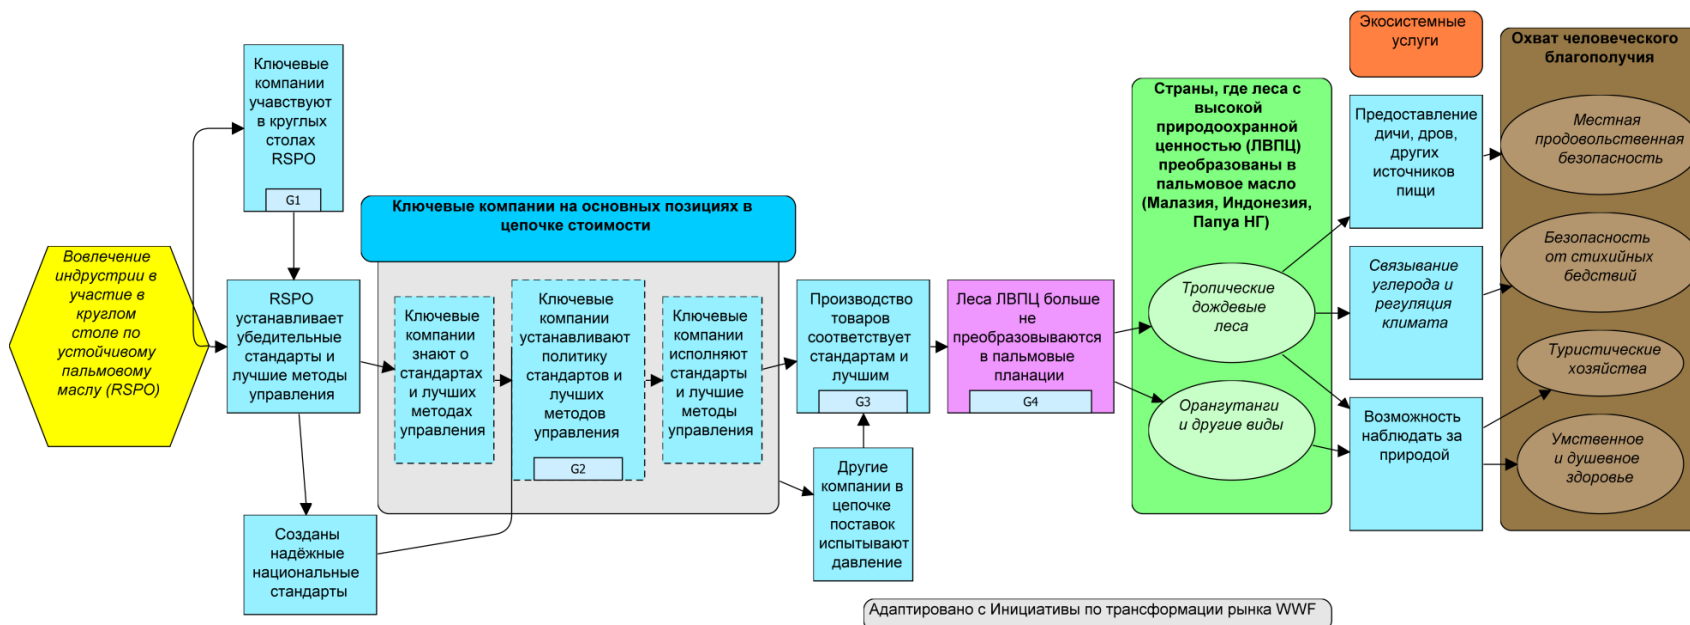 Вовлечение
индрустрии в
участие в
круглом
столе по
устойчивому
пальмовому
маслу (RSPO)
Ключевые
компании
учавствуют
в круглых
столах
RSPO
G1
RSPO
устанавливает
убедительные
стандарты и
лучшие методы
управления
Созданы
надёжные
национальные
стандарты
Ключевые компании на основных позициях в
цепочке стоимости
Ключевые
компании
знают о
стандартах
и лучших
методах
управления
Ключевые
компании
устанавливают
политику
стандартов и
лучших
методов
управления
G2
Ключевые
компании
исполняют
стандарты
и лучшие
методы
управления
Производство
товаров
соответствует
стандартам и
лучшим
G3
Другие
компании в
цепочке
поставок
испытывают
давление
Леса ЛВПЦ больше
не
преобразовываются
в пальмовые
планации
G4
Страны, где леса с
высокой
природоохранной
ценностью (ЛВПЦ)
преобразованы в
пальмовое масло
(Малазия, Индонезия,
Папуа НГ)
Тропические
дождевые
леса
Орангутанги
и другие виды
Экосистемные
услуги
Предоставление
дичи, дров,
других
источников
пищи
Связывание
углерода и
регуляция
климата
Возможность
наблюдать за
природой
Охват человеческого
благополучия
Местная
продовольственная
безопасность
Безопасность
от стихийных
бедствий
Туристические
хозяйства
Умственное
и душевное
здоровье
Адаптировано с Инициативы по трансформации рынка WWF